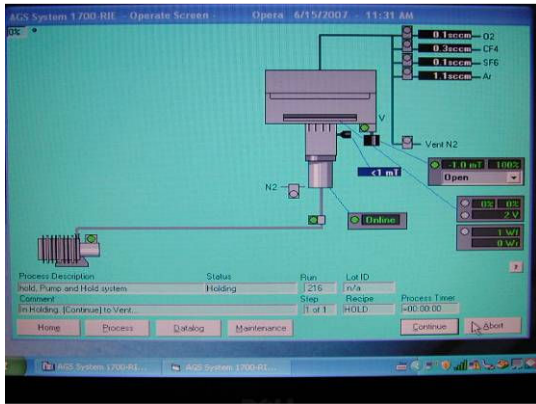 AGS System 1700-RIE - Operate Screen - Opera 6/15/2007 - 11:31 AM
0%
0.1sccm O2
0.3sccm CF4
0.1sccm SF6
1.1sccm Ar
V
Vent N2
<1 mT
-1.0 mT 100%
Open
N2
0% 0%
2 V
Online
1 Wf
0 Wr
?
Process Description Status Run Lot ID
hold, Pump and Hold system Holding 216 n/a
Comment Step Recipe Process Timer
In Holding. [Continue] to Vent... 1 of 1 HOLD =00:00:00
Home Process Datalog Maintenance Continue Abort
AGS System 1700-RI... AGS System 1700-RI...